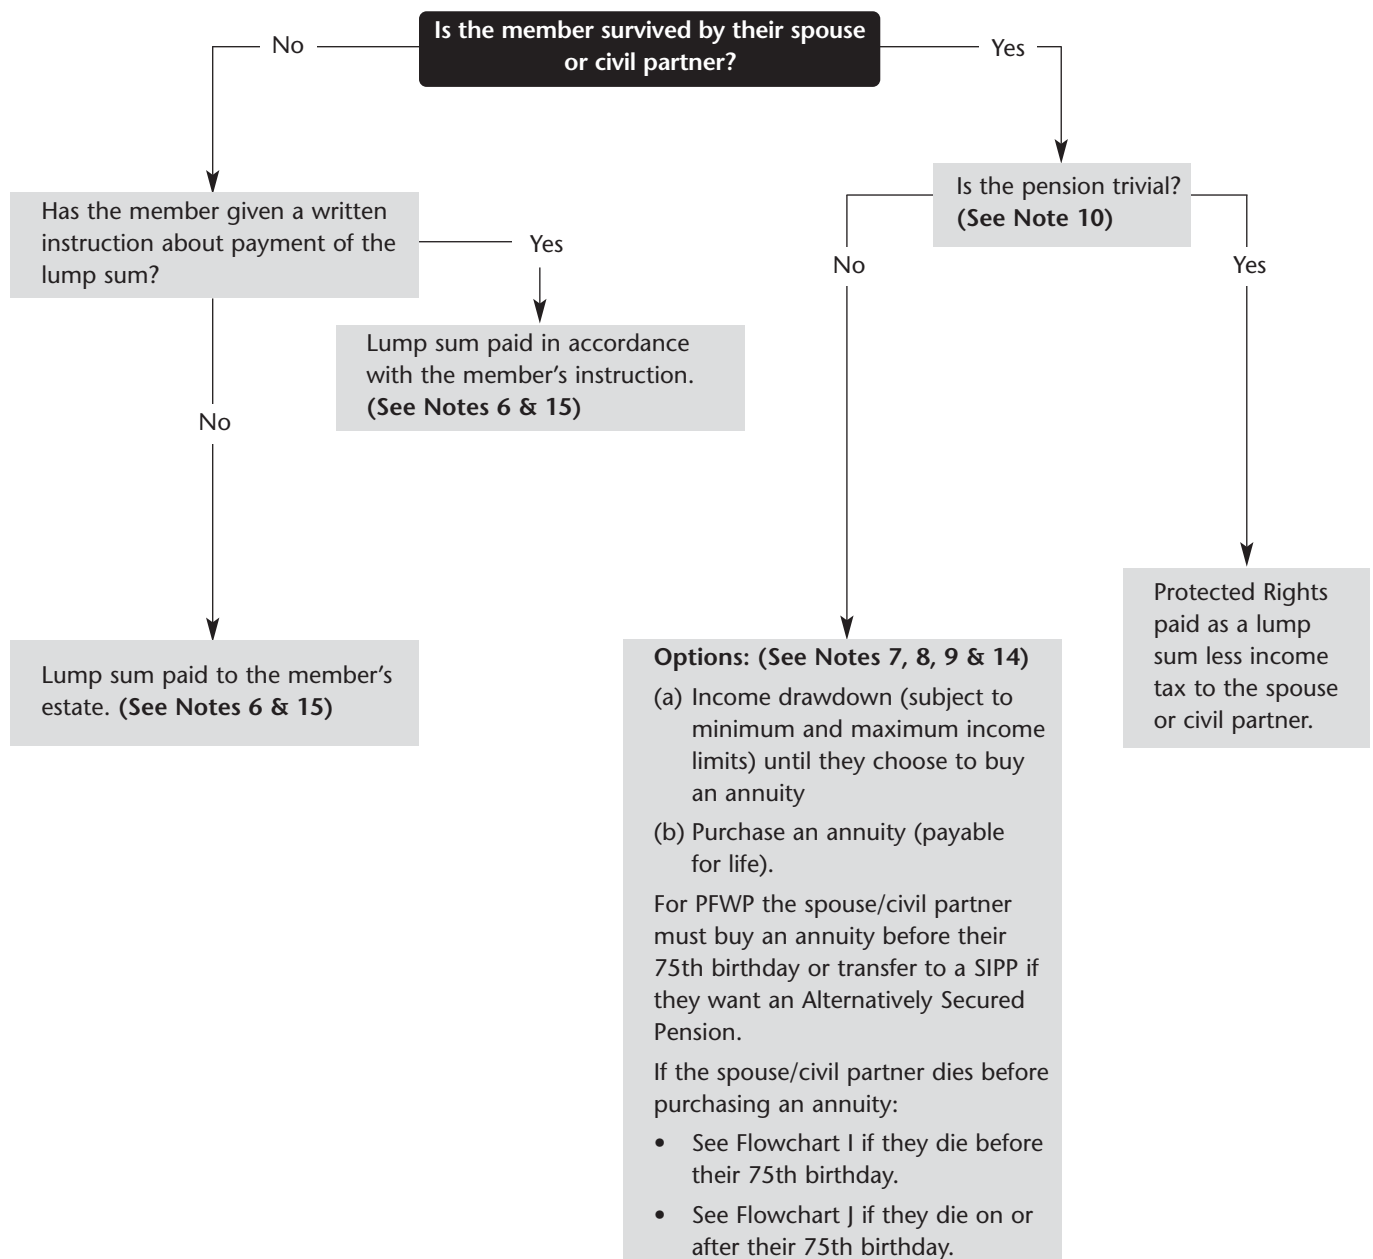 Is the member survived by their spouse
or civil partner?
No
Yes
Has the member given a written
instruction about payment of the
lump sum?
Yes
Lump sum paid in accordance
with the member’s instruction.
(See Notes 6 & 15)
No
Lump sum paid to the member’s
estate. (See Notes 6 & 15)
Is the pension trivial?
(See Note 10)
No
Yes
Options: (See Notes 7, 8, 9 & 14)
(a) Income drawdown (subject to
minimum and maximum income
limits) until they choose to buy
an annuity
(b) Purchase an annuity (payable
for life).
For PFWP the spouse/civil partner
must buy an annuity before their
75th birthday or transfer to a SIPP if
they want an Alternatively Secured
Pension.
If the spouse/civil partner dies before
purchasing an annuity:
• See Flowchart I if they die before
their 75th birthday.
• See Flowchart J if they die on or
after their 75th birthday.
Protected Rights
paid as a lump
sum less income
tax to the spouse
or civil partner.